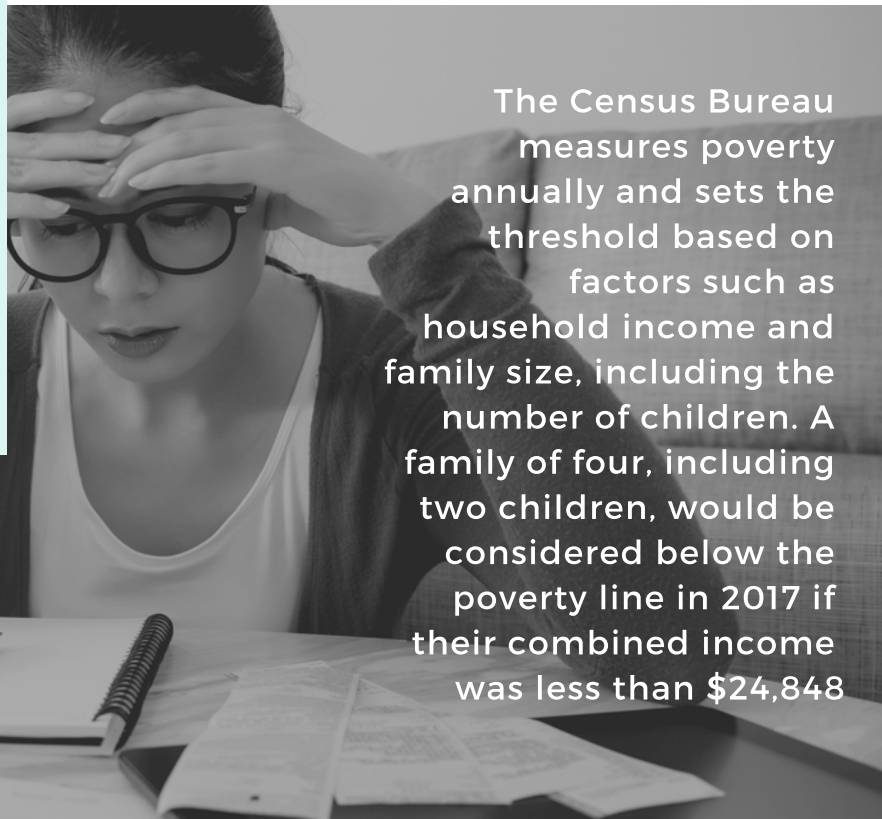 The Census Bureau
measures poverty
annually and sets the
threshold based on
factors such as
household income and
family size, including the
number of children. A
family of four, including
two children, would be
considered below the
poverty line in 2017 if
their combined income
was less than $24,848